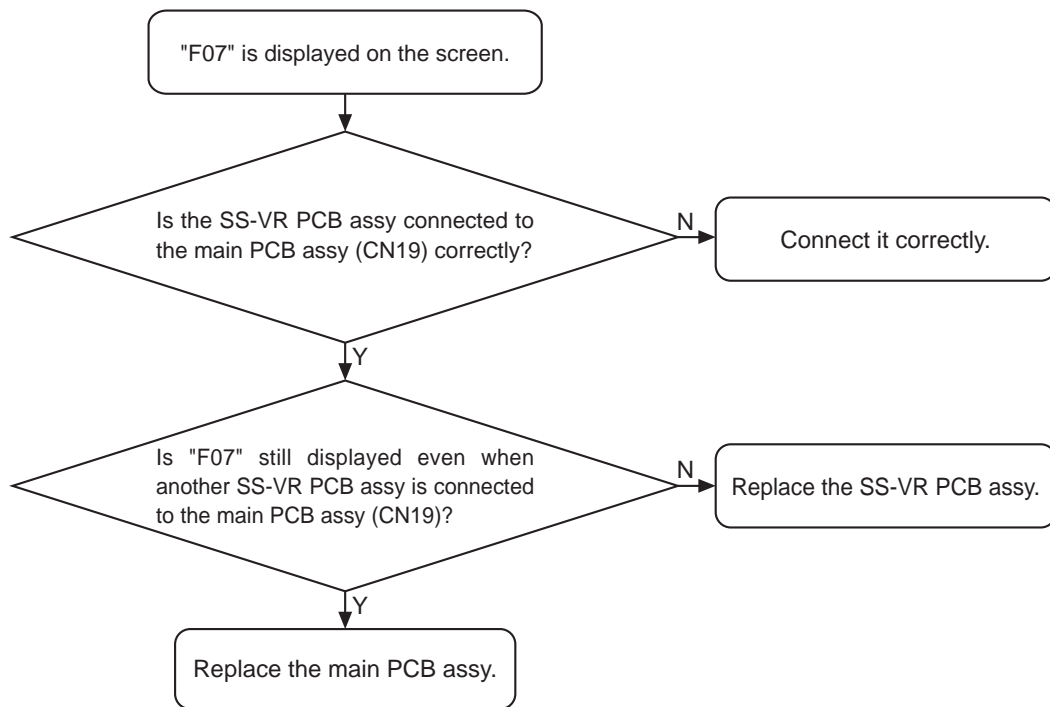 "F07" is displayed on the screen.
Is the SS-VR PCB assy connected to
the main PCB assy (CN19) correctly?
N
Connect it correctly.
Y
Is "F07" still displayed even when
another SS-VR PCB assy is connected
to the main PCB assy (CN19)?
N
Replace the SS-VR PCB assy.
Y
Replace the main PCB assy.